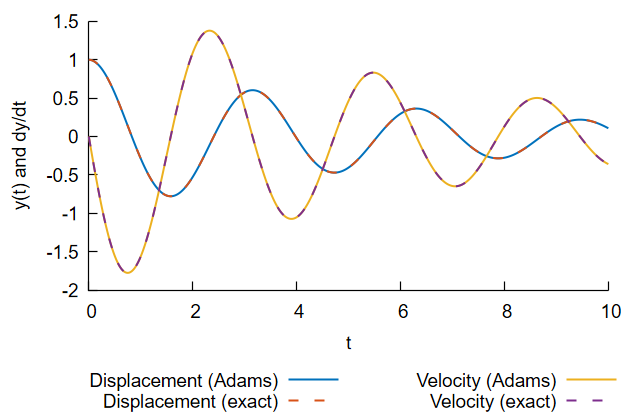 1.5
1
0.5
0
-0.5
-1
-1.5
-2
y(t) and dy/dt
0 2 4 6 8 10
t
Displacement (Adams) Velocity (Adams)
Displacement (exact) Velocity (exact)